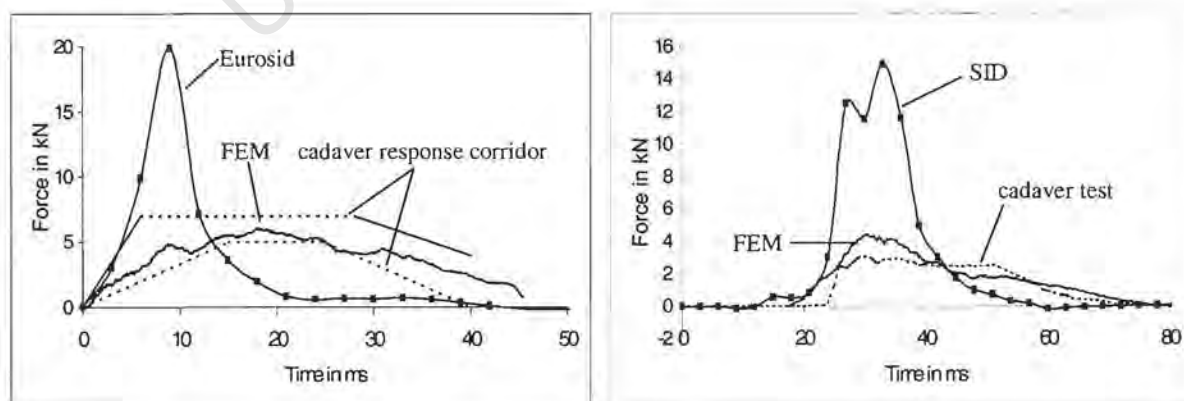 20
15
10
5
0
Force in kN
Eurosid
FEM
cadaver response corridor
0 10 20 30 40 50
Time in ms
16
14
12
10
8
6
4
2
0
-2 0 20 40 60 80
Force in kN
SID
FEM
cadaver test
Time in ms